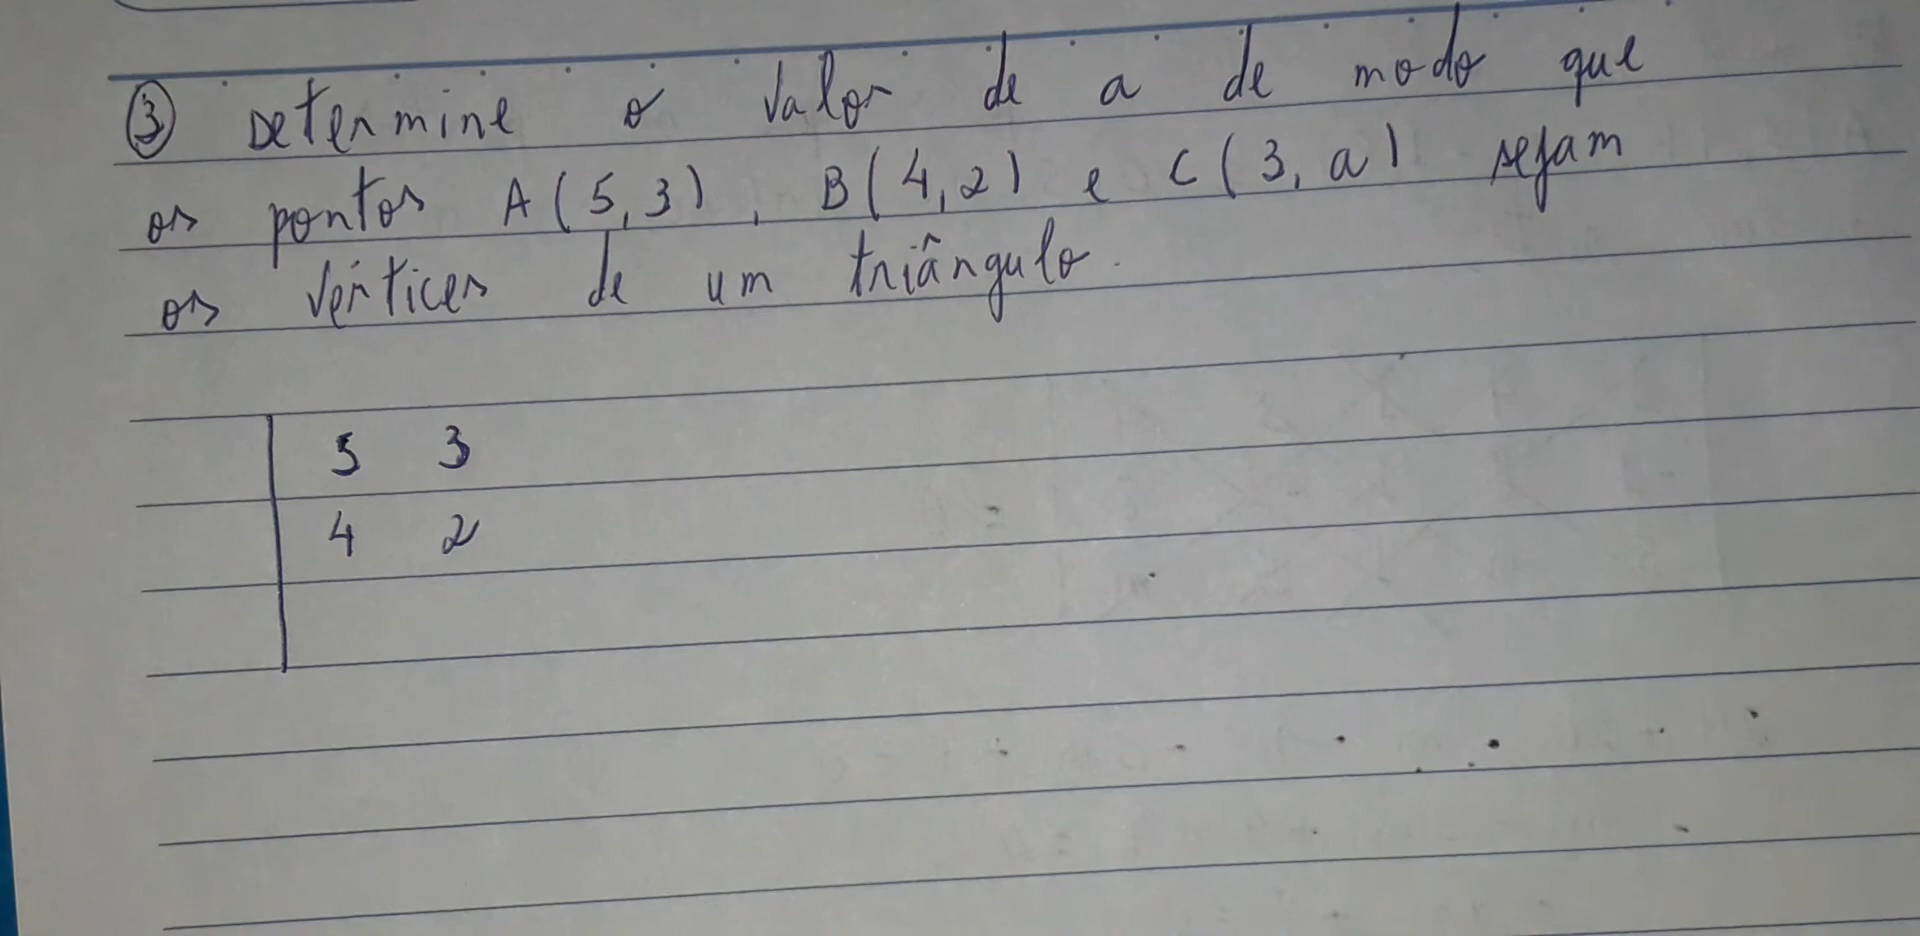 ③ Determine o valor de a de modo que
os pontos A(5,3), B(4,2) e C(3,a) sejam
os vértices de um triângulo.
5 3
4 2